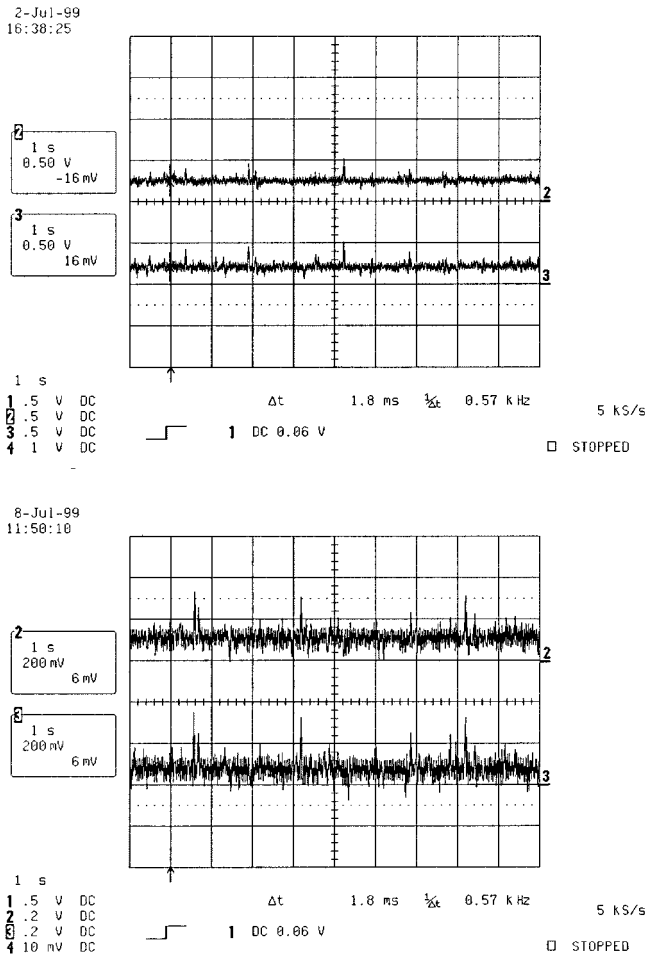 2-Jul-99
16:38:25
2
1 s
0.50 V
-16 mV
3
1 s
0.50 V
16 mV
2
3
1 s
1 .5 V DC
2 .5 V DC
3 .5 V DC
4 1 V DC
Δt 1.8 ms 1/Δt 0.57 kHz
1 DC 0.06 V
5 kS/s
STOPPED
8-Jul-99
11:50:10
2
1 s
200 mV
6 mV
3
1 s
200 mV
6 mV
2
3
1 s
1 .5 V DC
2 .2 V DC
3 .2 V DC
4 10 mV DC
Δt 1.8 ms 1/Δt 0.57 kHz
1 DC 0.06 V
5 kS/s
STOPPED